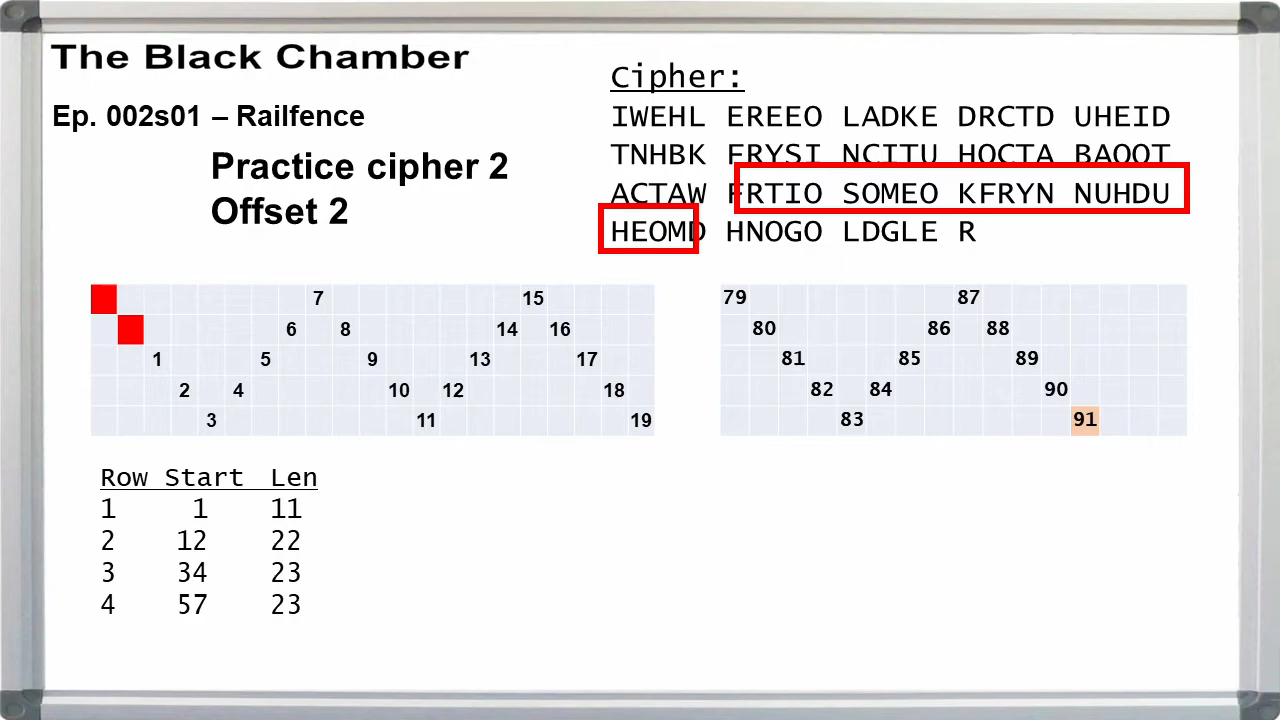 The Black Chamber
Ep. 002s01 – Railfence
Practice cipher 2
Offset 2
Cipher:
IWEHL EREEO LADKE DRCTD UHEID
TNHBK FRYSI NCITU HOCTA BAOOT
ACTAW FRTIO SOMEO KFRYN NUHDU
HEOMD HNOGO LDGLE R
7 15
6 8 14 16
1 5 9 13 17
2 4 10 12 18
3 11 19
79 87
80 86 88
81 85 89
82 84 90
83 91
Row Start Len
1 1 11
2 12 22
3 34 23
4 57 23